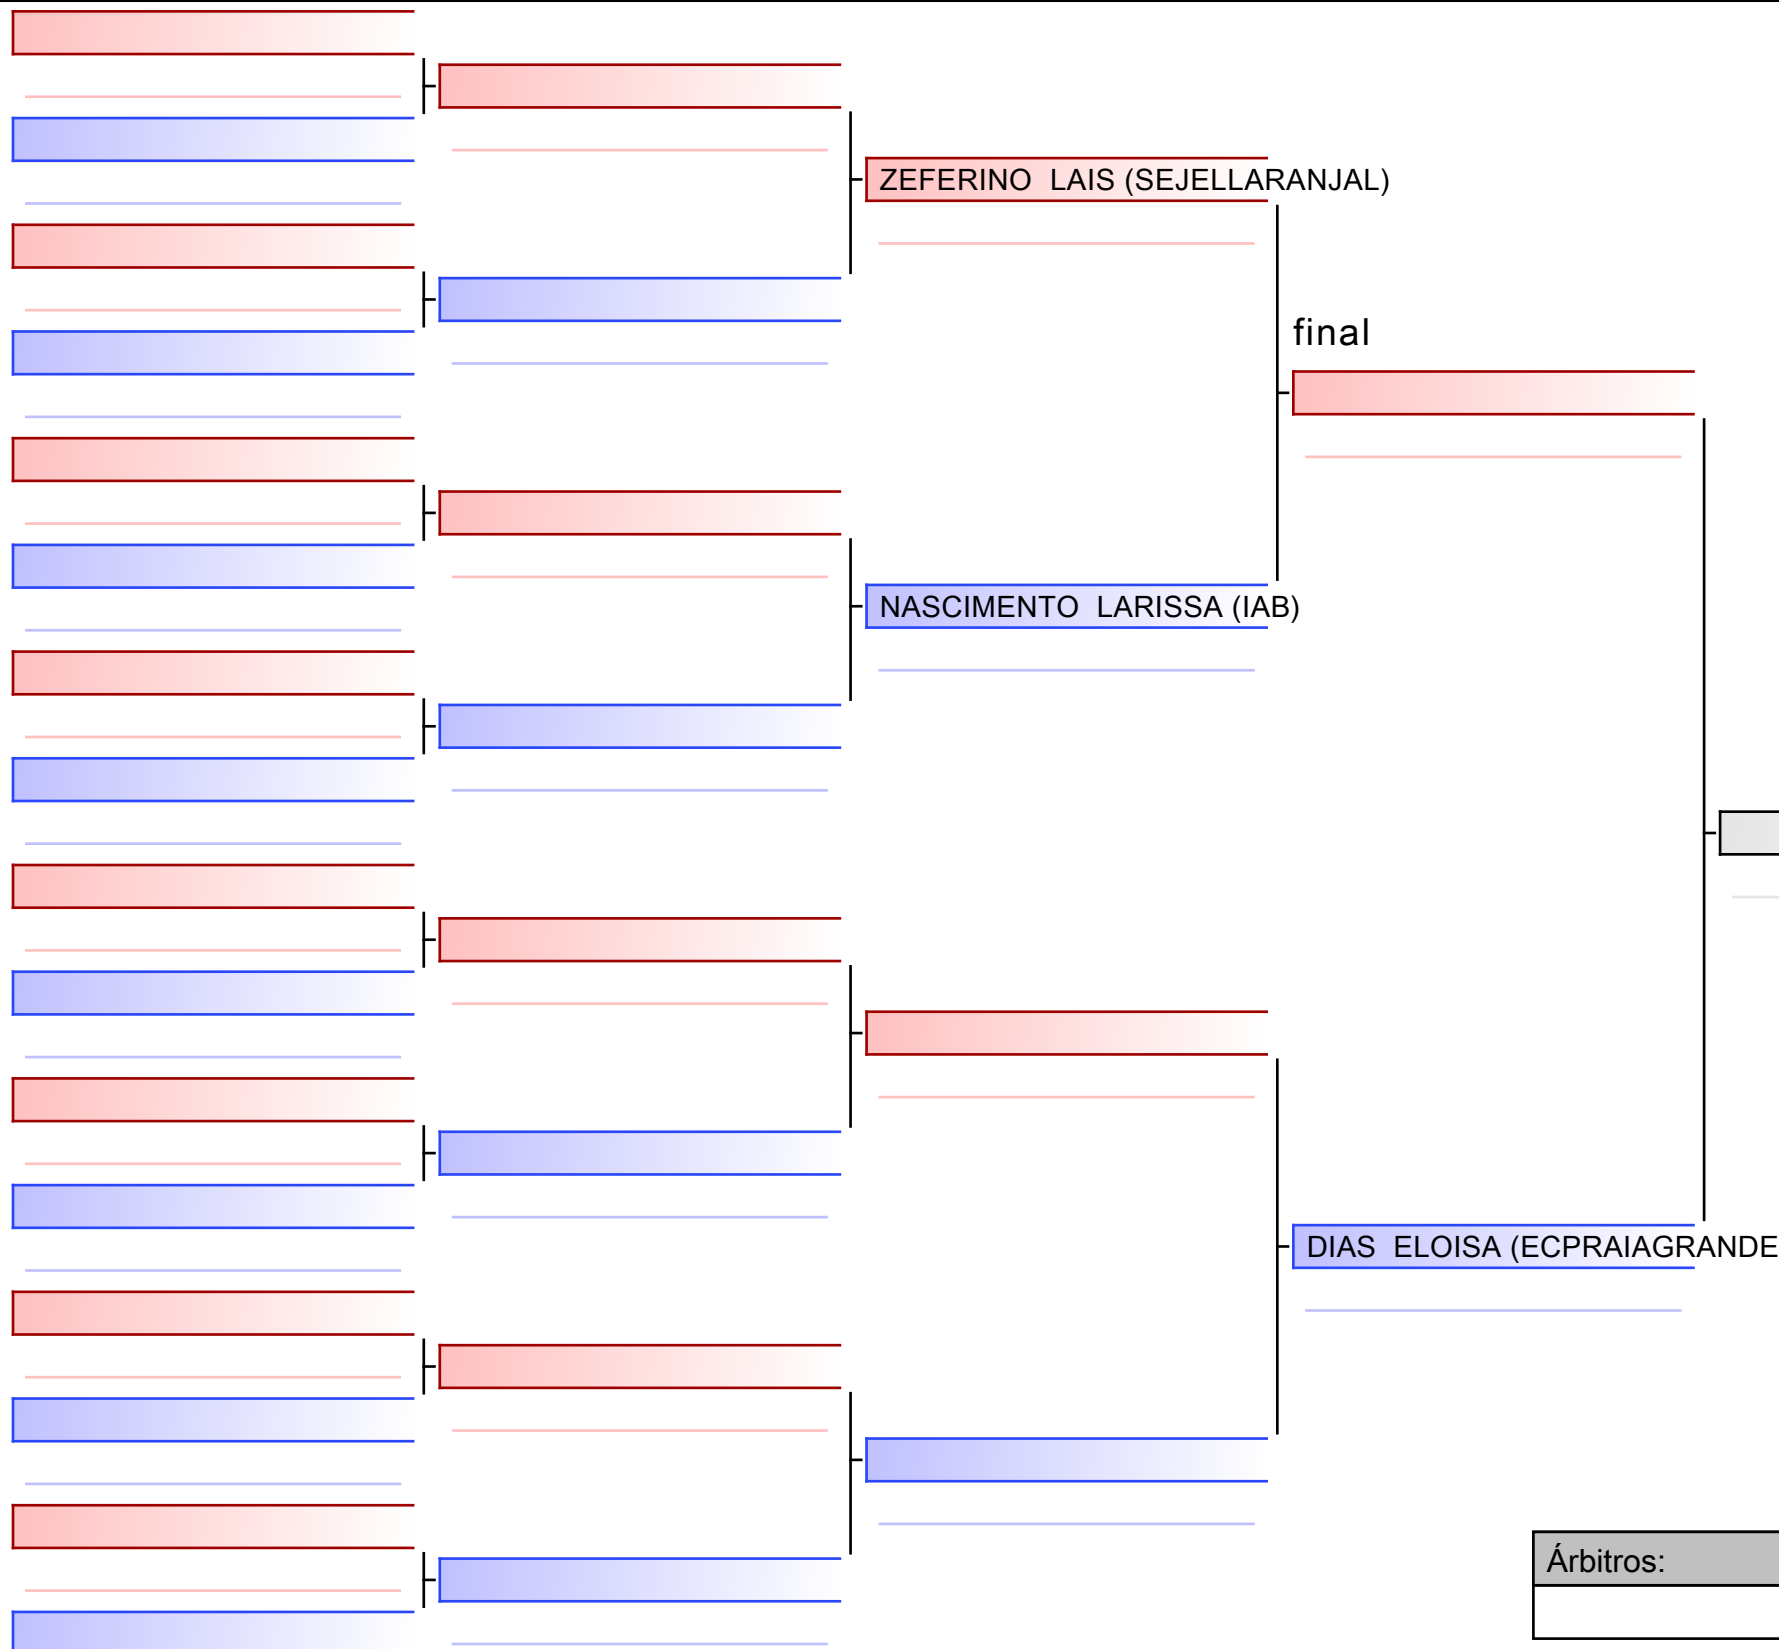 ZEFERINO LAIS (SEJELLARANJAL)
final
NASCIMENTO LARISSA (IAB)
DIAS ELOISA (ECPRAIAGRANDE
Árbitros: